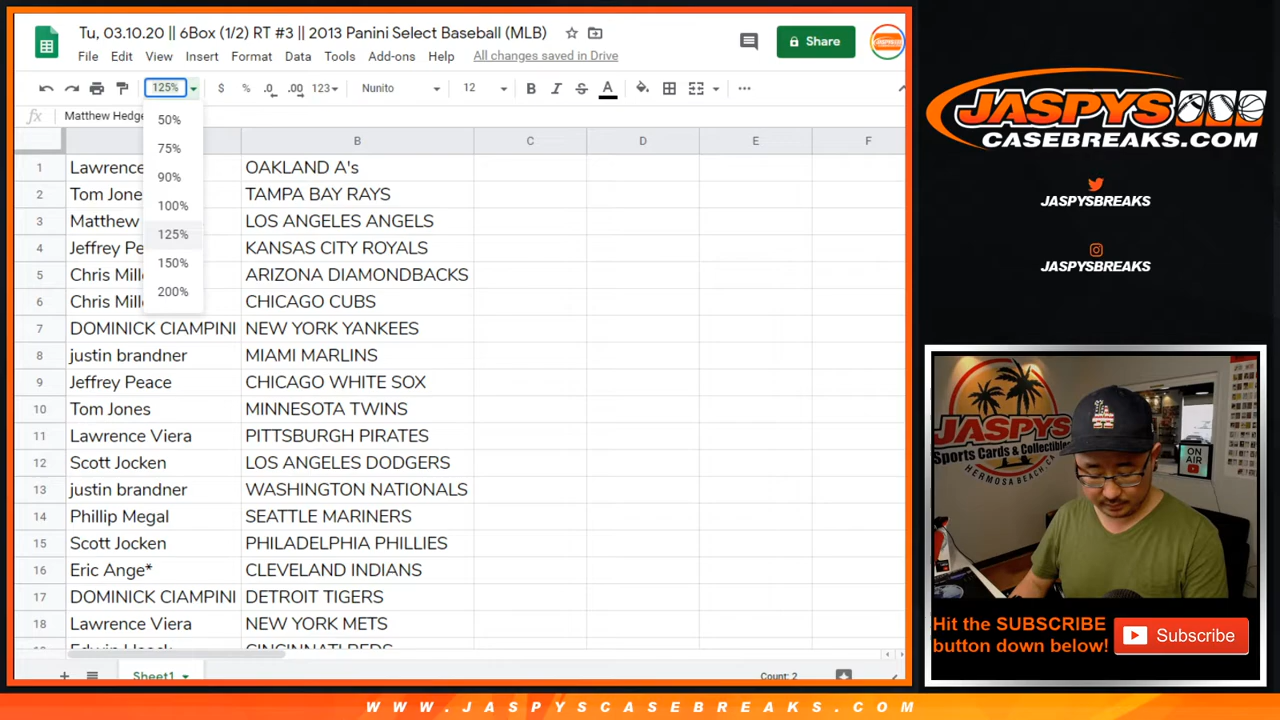 Tu, 03.10.20 || 6Box (1/2) RT #3 || 2013 Panini Select Baseball (MLB)
File Edit View Insert Format Data Tools Add-ons Help All changes saved in Drive
Share
125% $ % .0 .00 123 Nunito 12 B I S A
fx Matthew Hedge
50%
75%
90%
100%
125%
150%
200%
B C D E F
1 Lawrence OAKLAND A's
2 Tom Jone TAMPA BAY RAYS
3 Matthew LOS ANGELES ANGELS
4 Jeffrey Pe KANSAS CITY ROYALS
5 Chris Mill ARIZONA DIAMONDBACKS
6 Chris Mill CHICAGO CUBS
7 DOMINICK CIAMPINI NEW YORK YANKEES
8 justin brandner MIAMI MARLINS
9 Jeffrey Peace CHICAGO WHITE SOX
10 Tom Jones MINNESOTA TWINS
11 Lawrence Viera PITTSBURGH PIRATES
12 Scott Jocken LOS ANGELES DODGERS
13 justin brandner WASHINGTON NATIONALS
14 Phillip Megal SEATTLE MARINERS
15 Scott Jocken PHILADELPHIA PHILLIES
16 Eric Ange* CLEVELAND INDIANS
17 DOMINICK CIAMPINI DETROIT TIGERS
18 Lawrence Viera NEW YORK METS
CINCINNATI REDS
Sheet1
Count: 2
JASPYS
CASEBREAKS.COM
JASPYSBREAKS
JASPYSBREAKS
JASPYS
Sports Cards & Collectibles
HERMOSA BEACH, CA
ON AIR
Hit the SUBSCRIBE
button down below!
Subscribe
WWW.JASPYSCASEBREAKS.COM